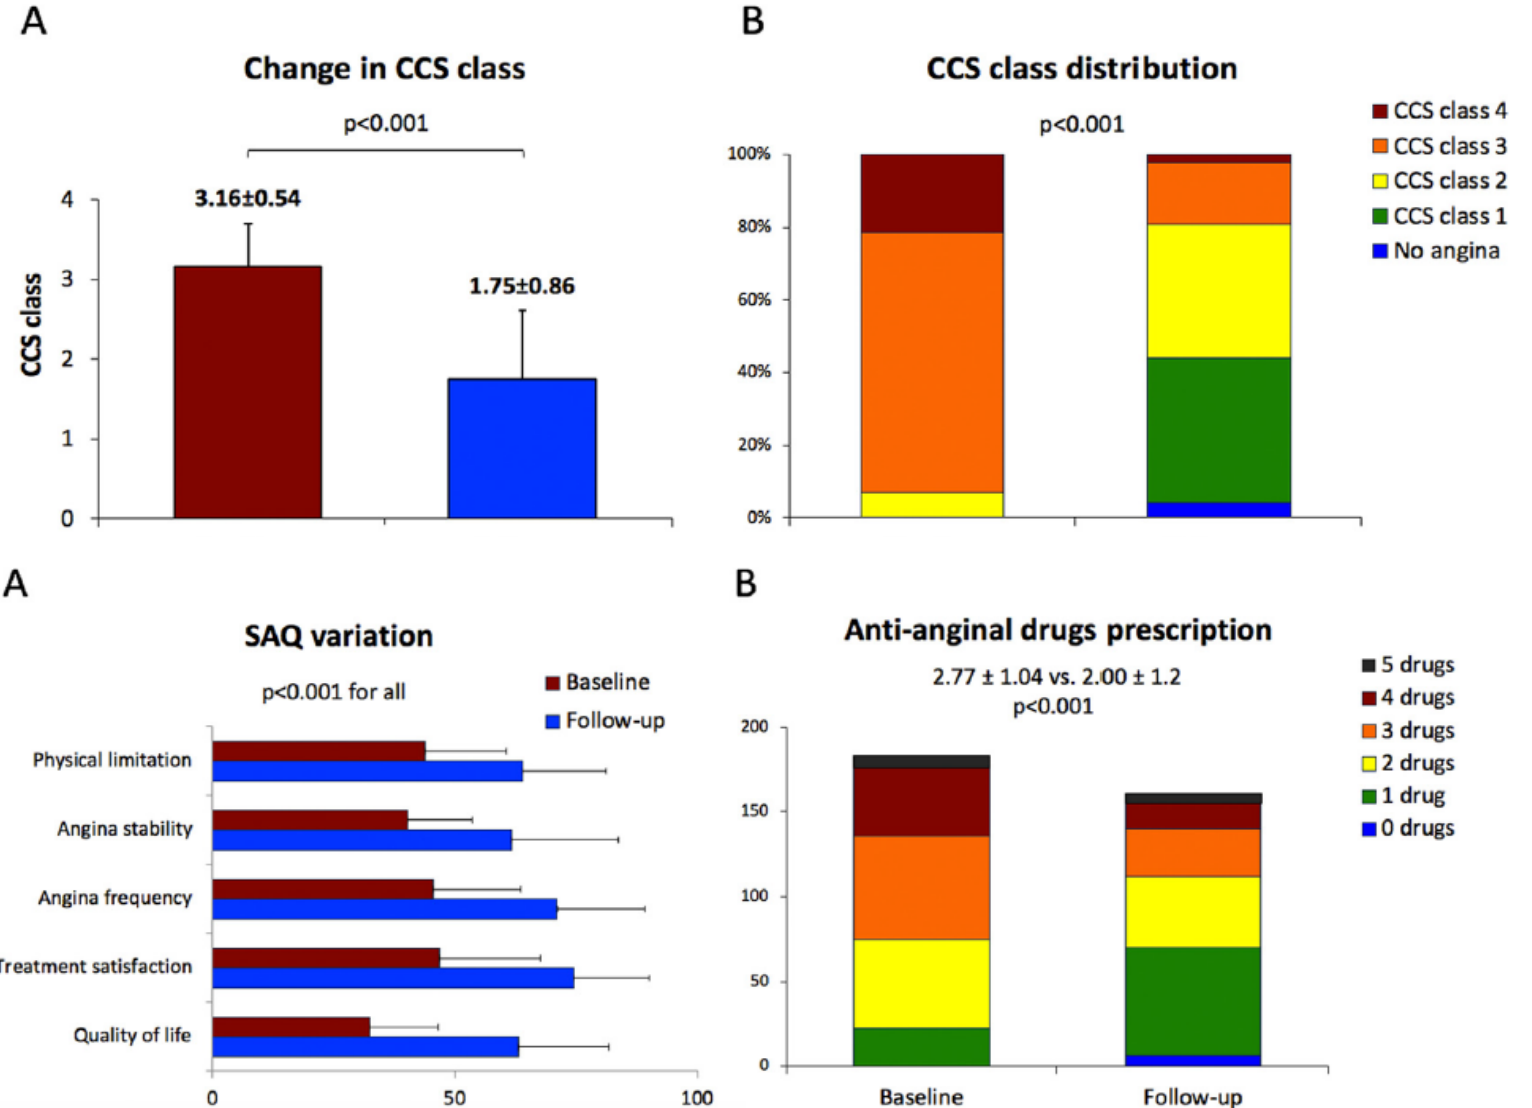 A
Change in CCS class
p<0.001
3.16±0.54
1.75±0.86
CCS class
4
3
2
1
0
B
CCS class distribution
p<0.001
CCS class 4
CCS class 3
CCS class 2
CCS class 1
No angina
100%
80%
60%
40%
20%
0%
A
SAQ variation
p<0.001 for all
Baseline
Follow-up
Physical limitation
Angina stability
Angina frequency
Treatment satisfaction
Quality of life
0
50
100
B
Anti-anginal drugs prescription
2.77 ± 1.04 vs. 2.00 ± 1.2
p<0.001
5 drugs
4 drugs
3 drugs
2 drugs
1 drug
0 drugs
200
150
100
50
0
Baseline
Follow-up